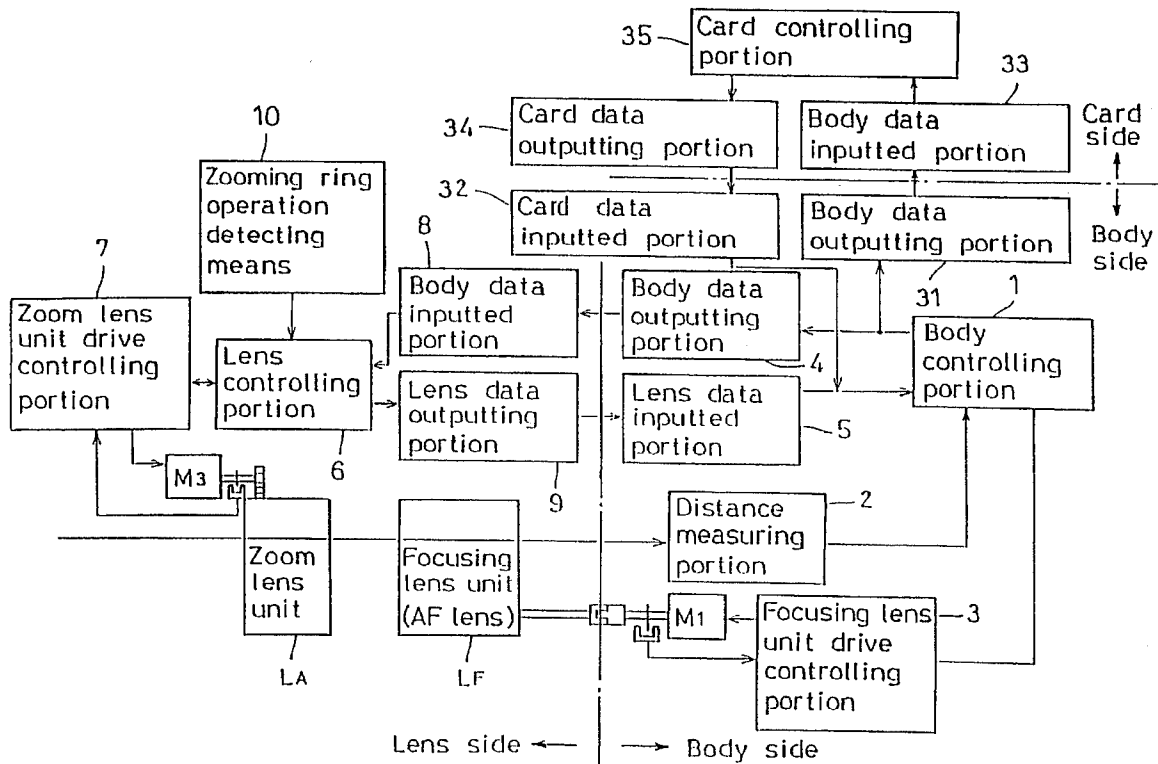 35
Card controlling
portion
33
34
Card data
outputting portion
Body data
inputted portion
Card
side
10
Zooming ring
operation
detecting
means
32
Card data
inputted portion
Body data
outputting portion
Body
side
31
7
Zoom lens
unit drive
controlling
portion
8
Body data
inputted
portion
Body data
outputting
portion
4
1
Body
controlling
portion
Lens
controlling
portion
6
Lens data
outputting
portion
9
Lens data
inputted
portion
5
M3
Zoom
lens
unit
LA
Focusing
lens unit
(AF lens)
LF
Distance
measuring
portion
2
M1
Focusing lens
unit drive
controlling
portion
3
Lens side
Body side